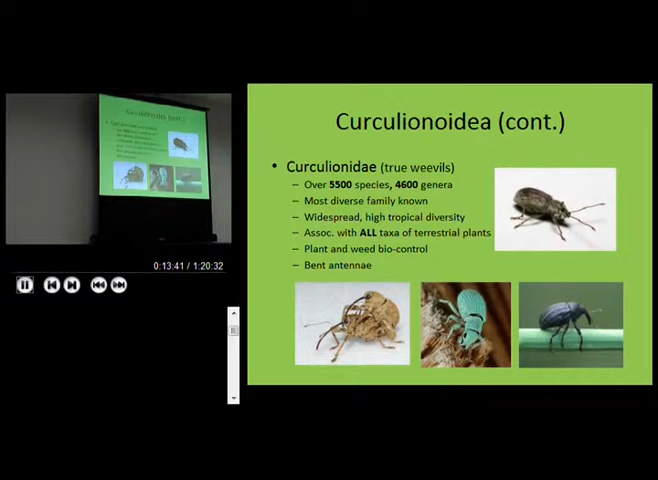 Curculionoidea (cont.)
• Curculionidae (true weevils)
– Over 5500 species, 4600 genera
– Most diverse family known
– Widespread, high tropical diversity
– Assoc. with ALL taxa of terrestrial plants
– Plant and weed bio-control
– Bent antennae
0:13:41 / 1:20:32